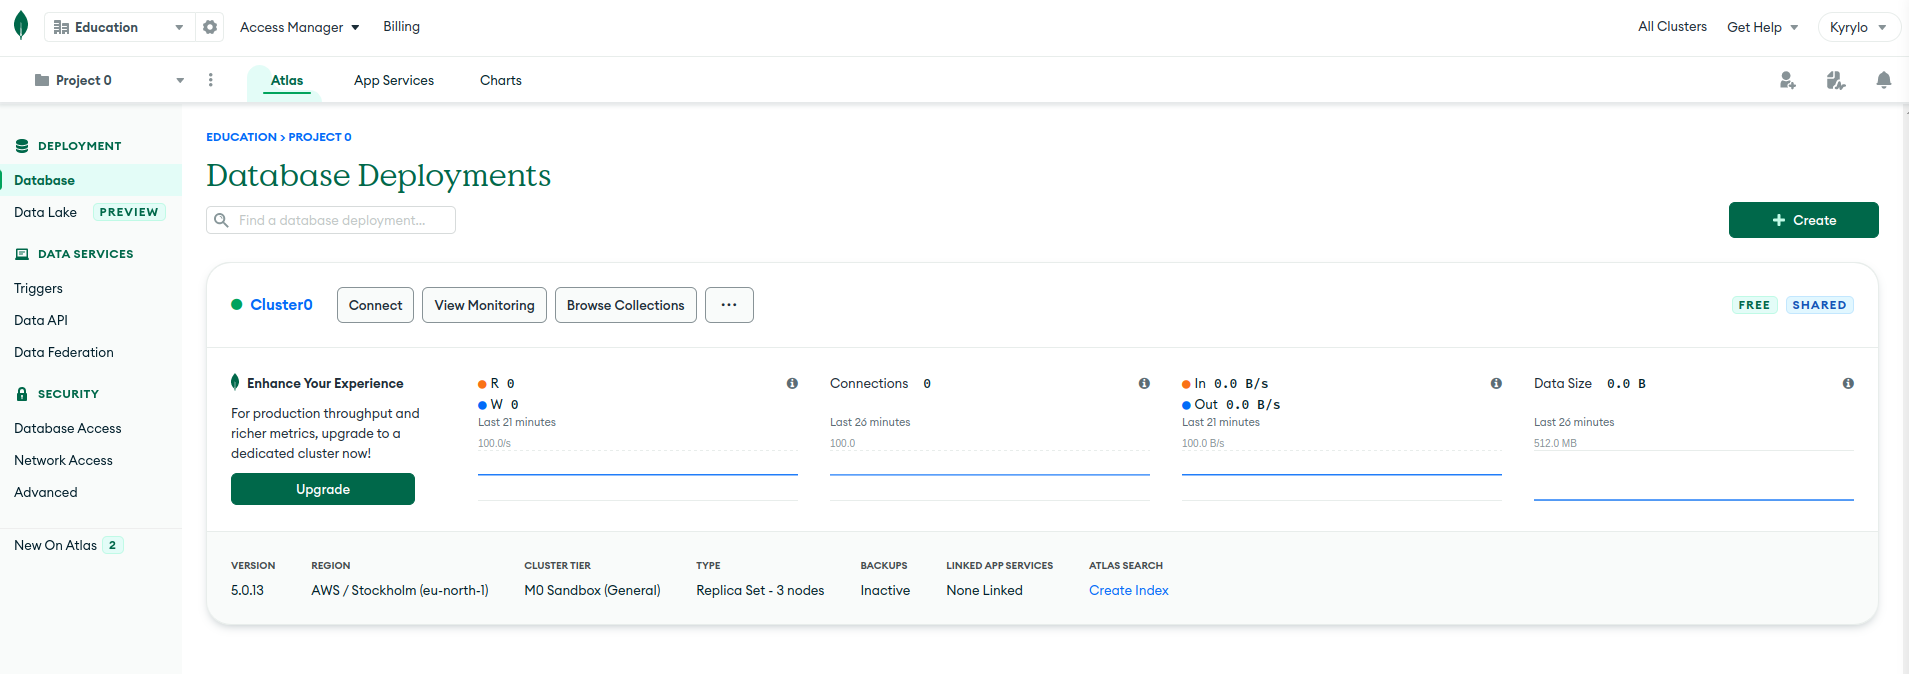 Education
Access Manager
Billing
All Clusters
Get Help
Kyrylo
Project 0
Atlas
App Services
Charts
DEPLOYMENT
Database
Data Lake PREVIEW
DATA SERVICES
Triggers
Data API
Data Federation
SECURITY
Database Access
Network Access
Advanced
New On Atlas 2
EDUCATION > PROJECT 0
Database Deployments
Find a database deployment...
+ Create
Cluster0
Connect
View Monitoring
Browse Collections
...
FREE
SHARED
Enhance Your Experience
For production throughput and
richer metrics, upgrade to a
dedicated cluster now!
Upgrade
R 0
W 0
Last 21 minutes
100.0/s
Connections 0
Last 26 minutes
100.0
In 0.0 B/s
Out 0.0 B/s
Last 21 minutes
100.0 B/s
Data Size 0.0 B
Last 26 minutes
512.0 MB
VERSION
5.0.13
REGION
AWS / Stockholm (eu-north-1)
CLUSTER TIER
M0 Sandbox (General)
TYPE
Replica Set - 3 nodes
BACKUPS
Inactive
LINKED APP SERVICES
None Linked
ATLAS SEARCH
Create Index